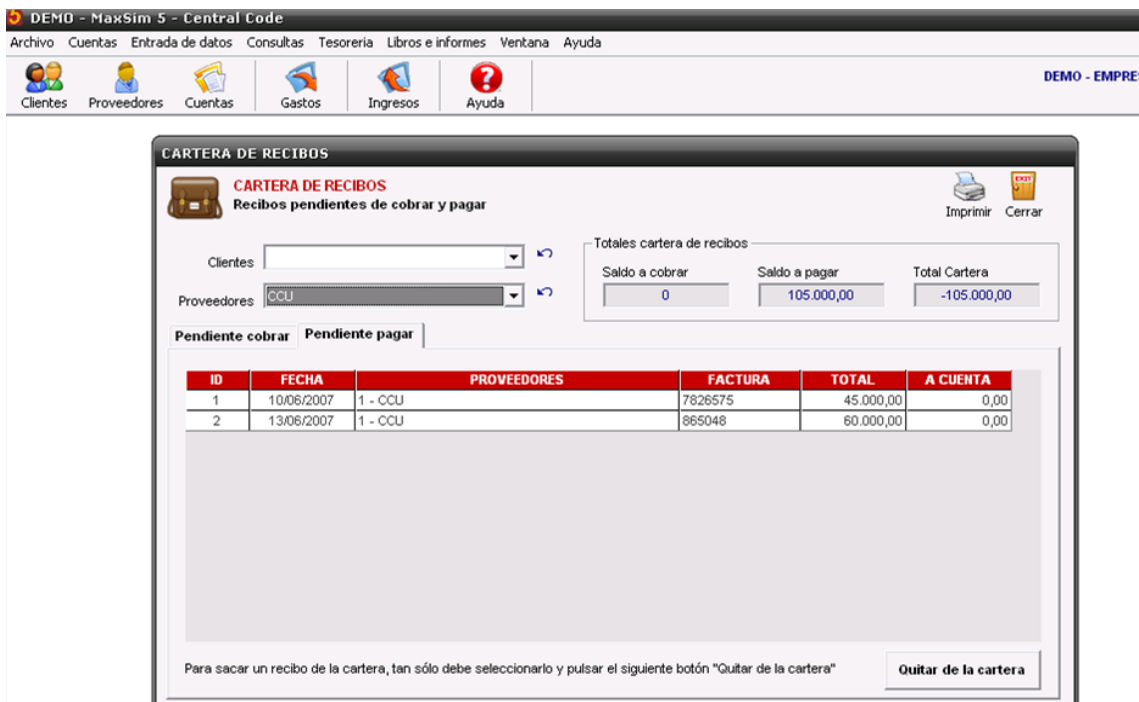 DEMO - MaxSim 5 - Central Code
Archivo Cuentas Entrada de datos Consultas Tesoreria Libros e informes Ventana Ayuda
Clientes Proveedores Cuentas Gastos Ingresos Ayuda
DEMO - EMPRE
CARTERA DE RECIBOS
CARTERA DE RECIBOS
Recibos pendientes de cobrar y pagar
EXIT
Imprimir Cerrar
Clientes
Proveedores CCU
Totales cartera de recibos
Saldo a cobrar Saldo a pagar Total Cartera
0 105.000,00 -105.000,00
Pendiente cobrar Pendiente pagar
ID FECHA PROVEEDORES FACTURA TOTAL A CUENTA
1 10/06/2007 1 - CCU 7826575 45.000,00 0,00
2 13/06/2007 1 - CCU 865048 60.000,00 0,00
Para sacar un recibo de la cartera, tan sólo debe seleccionarlo y pulsar el siguiente botón "Quitar de la cartera"
Quitar de la cartera